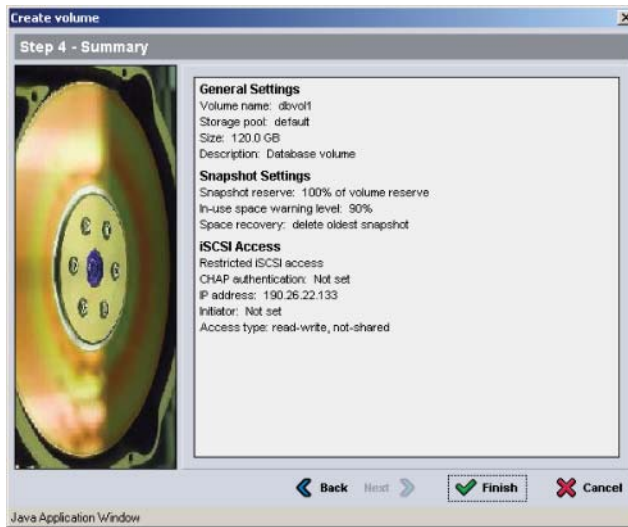 Create volume
Step 4 - Summary
General Settings
Volume name: dbvol1
Storage pool: default
Size: 120.0 GB
Description: Database volume
Snapshot Settings
Snapshot reserve: 100% of volume reserve
In-use space warning level: 90%
Space recovery: delete oldest snapshot
iSCSI Access
Restricted iSCSI access
CHAP authentication: Not set
IP address: 190.26.22.133
Initiator: Not set
Access type: read-write, not-shared
Back Next Finish Cancel
Java Application Window